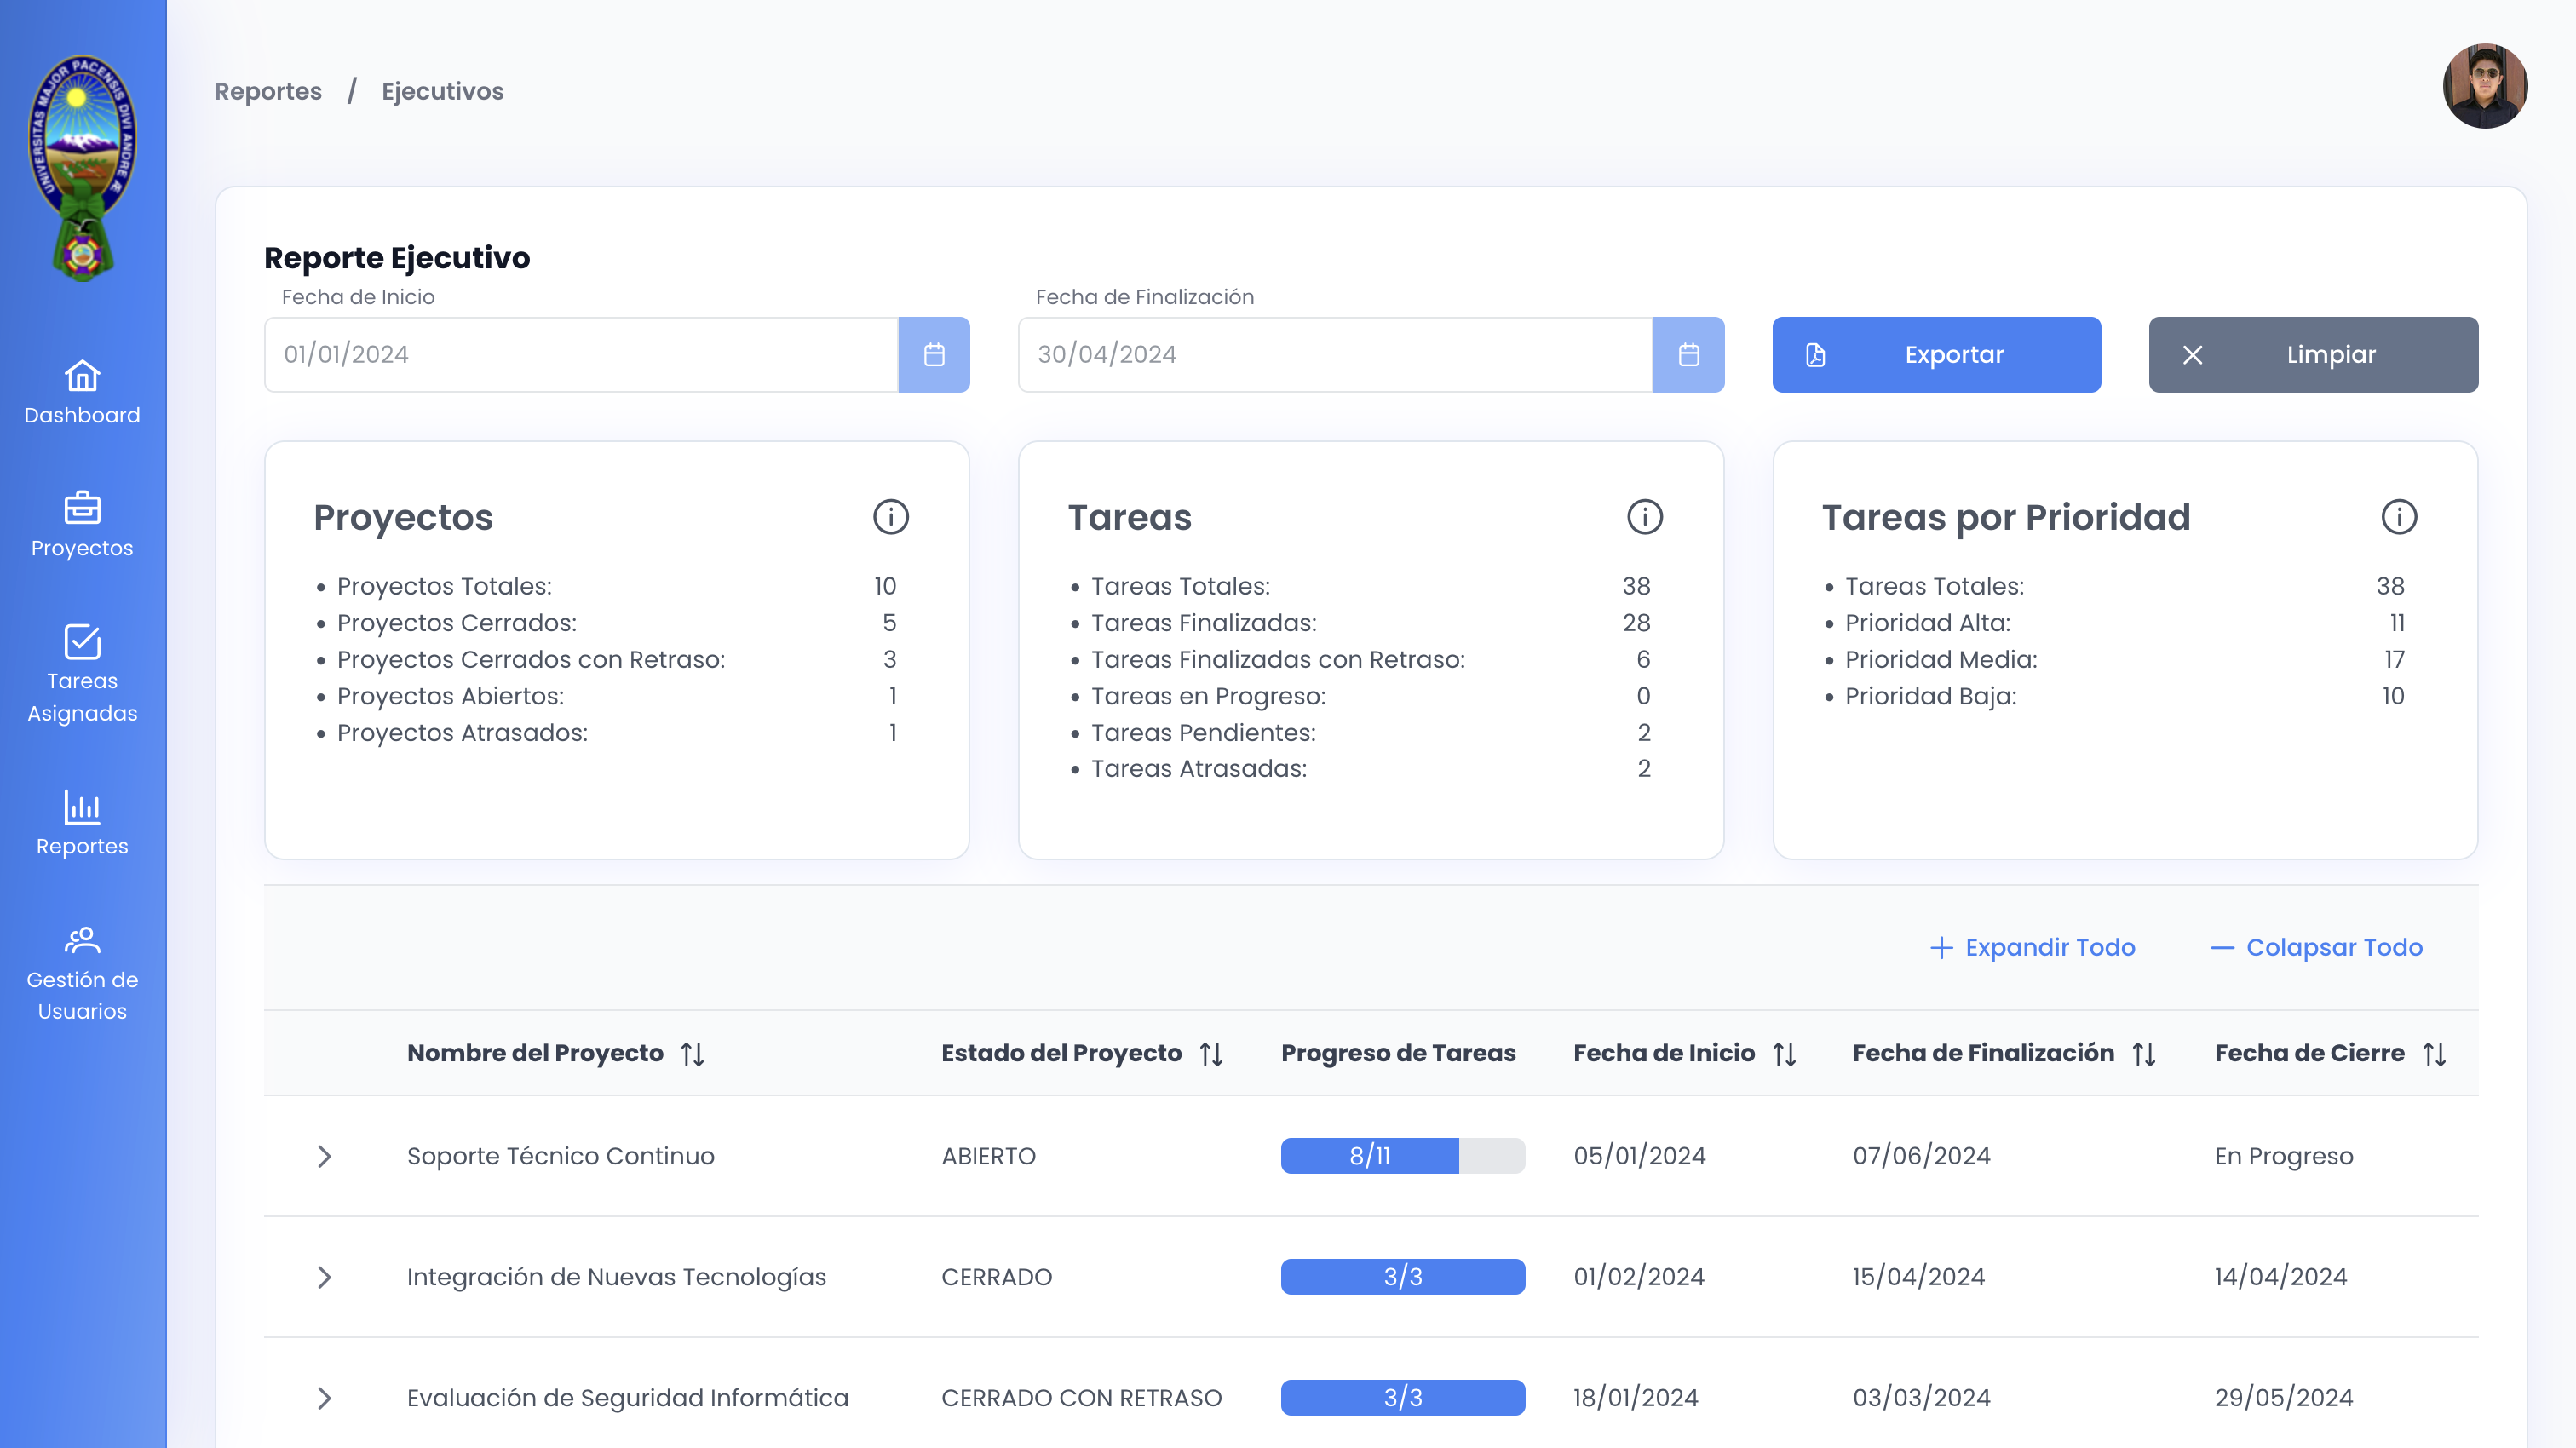 UNIVERSITAS MAJOR PACENSIS DIVI ANDRE Æ
Dashboard
Proyectos
Tareas
Asignadas
Reportes
Gestión de
Usuarios
Reportes / Ejecutivos
Reporte Ejecutivo
Fecha de Inicio
01/01/2024
Fecha de Finalización
30/04/2024
Exportar
Limpiar
Proyectos
• Proyectos Totales: 10
• Proyectos Cerrados: 5
• Proyectos Cerrados con Retraso: 3
• Proyectos Abiertos: 1
• Proyectos Atrasados: 1
Tareas
• Tareas Totales: 38
• Tareas Finalizadas: 28
• Tareas Finalizadas con Retraso: 6
• Tareas en Progreso: 0
• Tareas Pendientes: 2
• Tareas Atrasadas: 2
Tareas por Prioridad
• Tareas Totales: 38
• Prioridad Alta: 11
• Prioridad Media: 17
• Prioridad Baja: 10
Expandir Todo Colapsar Todo
Nombre del Proyecto Estado del Proyecto Progreso de Tareas Fecha de Inicio Fecha de Finalización Fecha de Cierre
Soporte Técnico Continuo ABIERTO 8/11 05/01/2024 07/06/2024 En Progreso
Integración de Nuevas Tecnologías CERRADO 3/3 01/02/2024 15/04/2024 14/04/2024
Evaluación de Seguridad Informática CERRADO CON RETRASO 3/3 18/01/2024 03/03/2024 29/05/2024